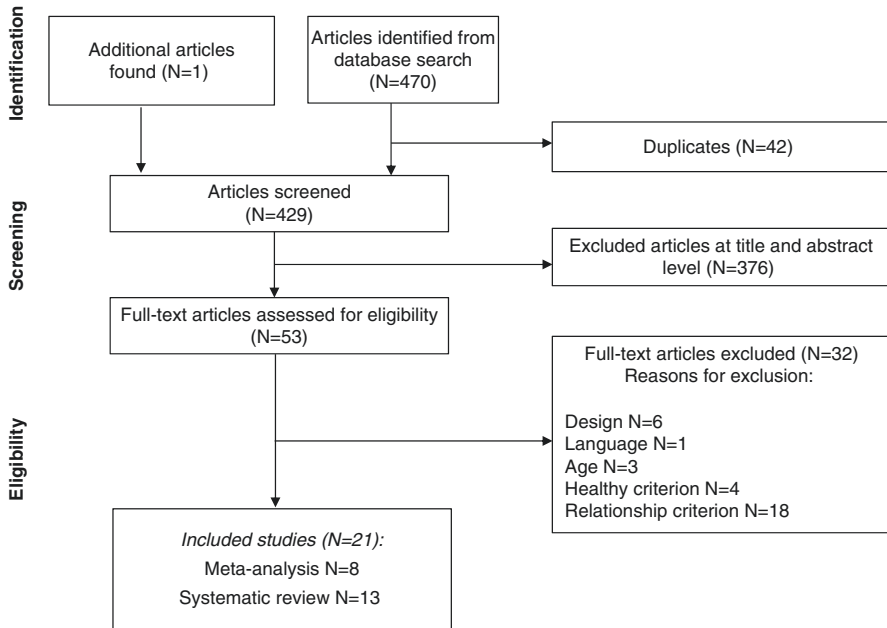 Identification
Additional articles
found (N=1)
Articles identified from
database search
(N=470)
Duplicates (N=42)
Screening
Articles screened
(N=429)
Excluded articles at title and abstract
level (N=376)
Full-text articles assessed for eligibility
(N=53)
Eligibility
Full-text articles excluded (N=32)
Reasons for exclusion:
Design N=6
Language N=1
Age N=3
Healthy criterion N=4
Relationship criterion N=18
Included studies (N=21):
Meta-analysis N=8
Systematic review N=13